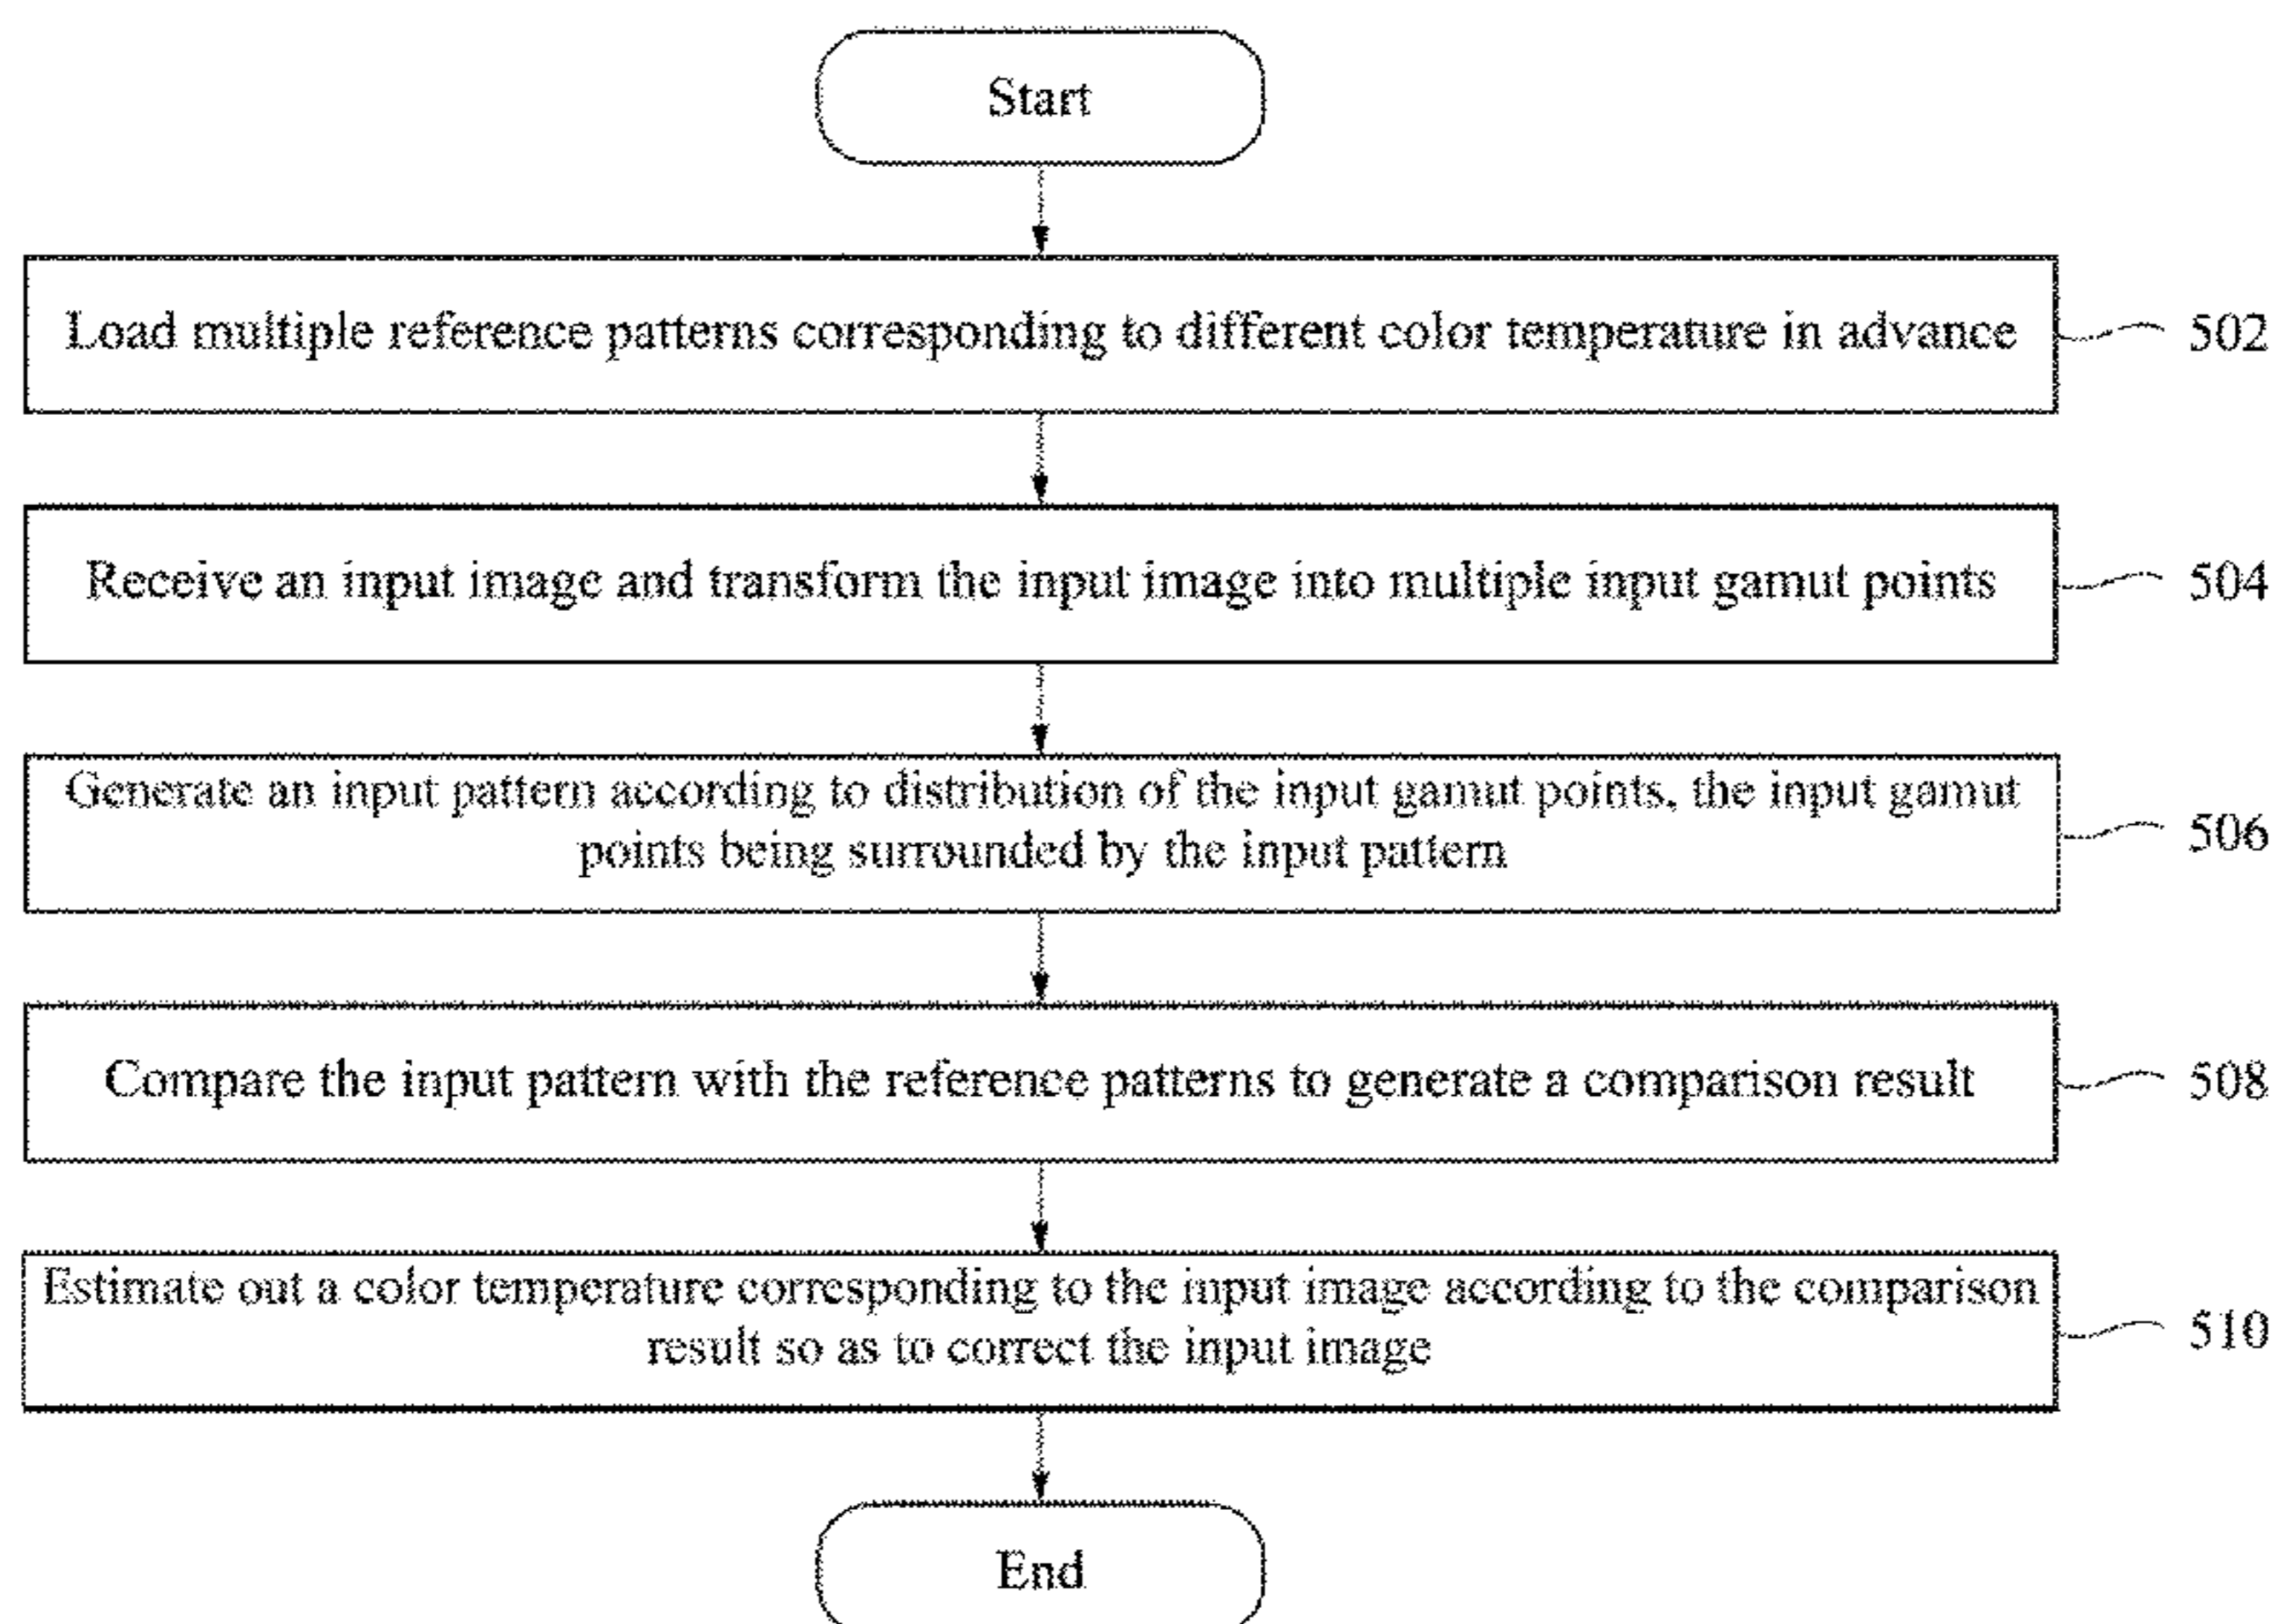 Start
Load multiple reference patterns corresponding to different color temperature in advance
502
Receive an input image and transform the input image into multiple input gamut points
504
Generate an input pattern according to distribution of the input gamut points, the input gamut
points being surrounded by the input pattern
506
Compare the input pattern with the reference patterns to generate a comparison result
508
Estimate out a color temperature corresponding to the input image according to the comparison
result so as to correct the input image
510
End